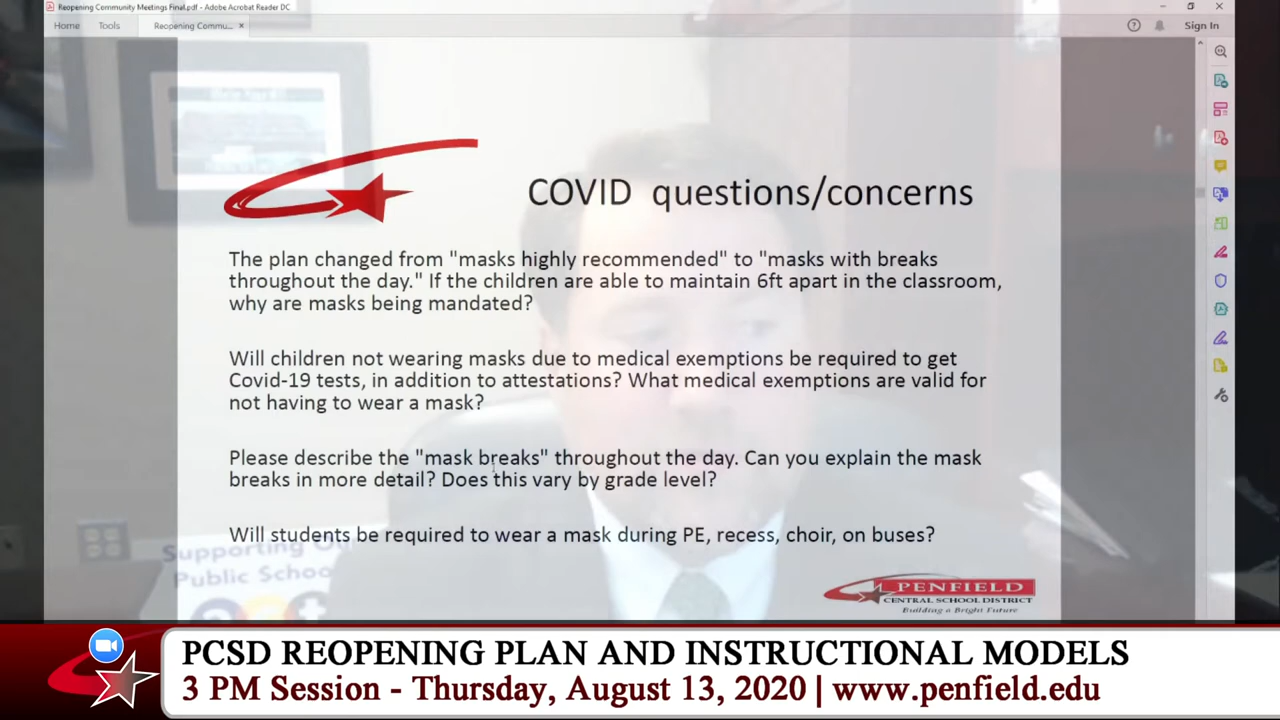 Reopening Community Meetings Final.pdf - Adobe Acrobat Reader DC
Home Tools Reopening Commu... × Sign In
COVID questions/concerns
The plan changed from "masks highly recommended" to "masks with breaks
throughout the day." If the children are able to maintain 6ft apart in the classroom,
why are masks being mandated?
Will children not wearing masks due to medical exemptions be required to get
Covid-19 tests, in addition to attestations? What medical exemptions are valid for
not having to wear a mask?
Please describe the "mask breaks" throughout the day. Can you explain the mask
breaks in more detail? Does this vary by grade level?
Will students be required to wear a mask during PE, recess, choir, on buses?
Supporting Ou
Public Schoo
PENFIELD
CENTRAL SCHOOL DISTRICT
Building a Bright Future
PCSD REOPENING PLAN AND INSTRUCTIONAL MODELS
3 PM Session - Thursday, August 13, 2020 | www.penfield.edu